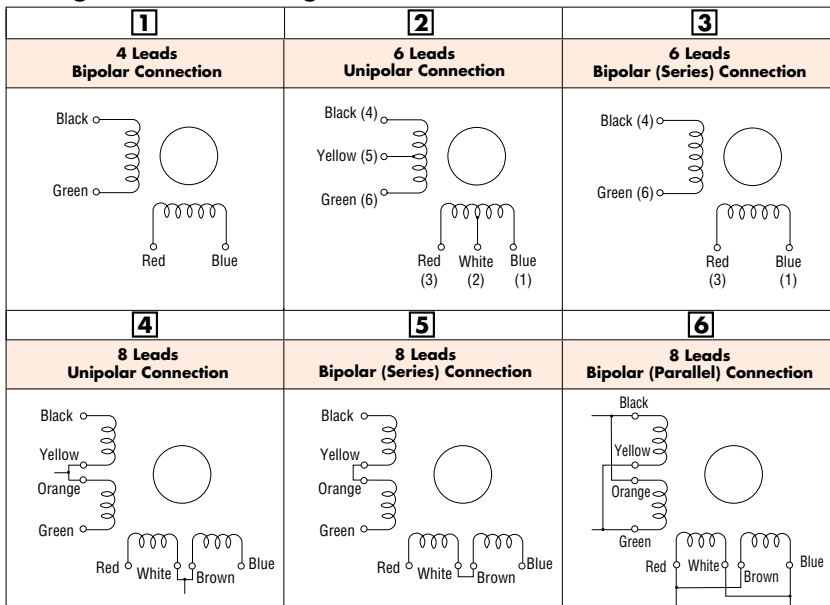 1
4 Leads
Bipolar Connection
Black
Green
Red
Blue
2
6 Leads
Unipolar Connection
Black (4)
Yellow (5)
Green (6)
Red
(3)
White
(2)
Blue
(1)
3
6 Leads
Bipolar (Series) Connection
Black (4)
Green (6)
Red
(3)
Blue
(1)
4
8 Leads
Unipolar Connection
Black
Yellow
Orange
Green
Red
White
Brown
Blue
5
8 Leads
Bipolar (Series) Connection
Black
Yellow
Orange
Green
Red
White
Brown
Blue
6
8 Leads
Bipolar (Parallel) Connection
Black
Yellow
Orange
Green
Red
White
Brown
Blue